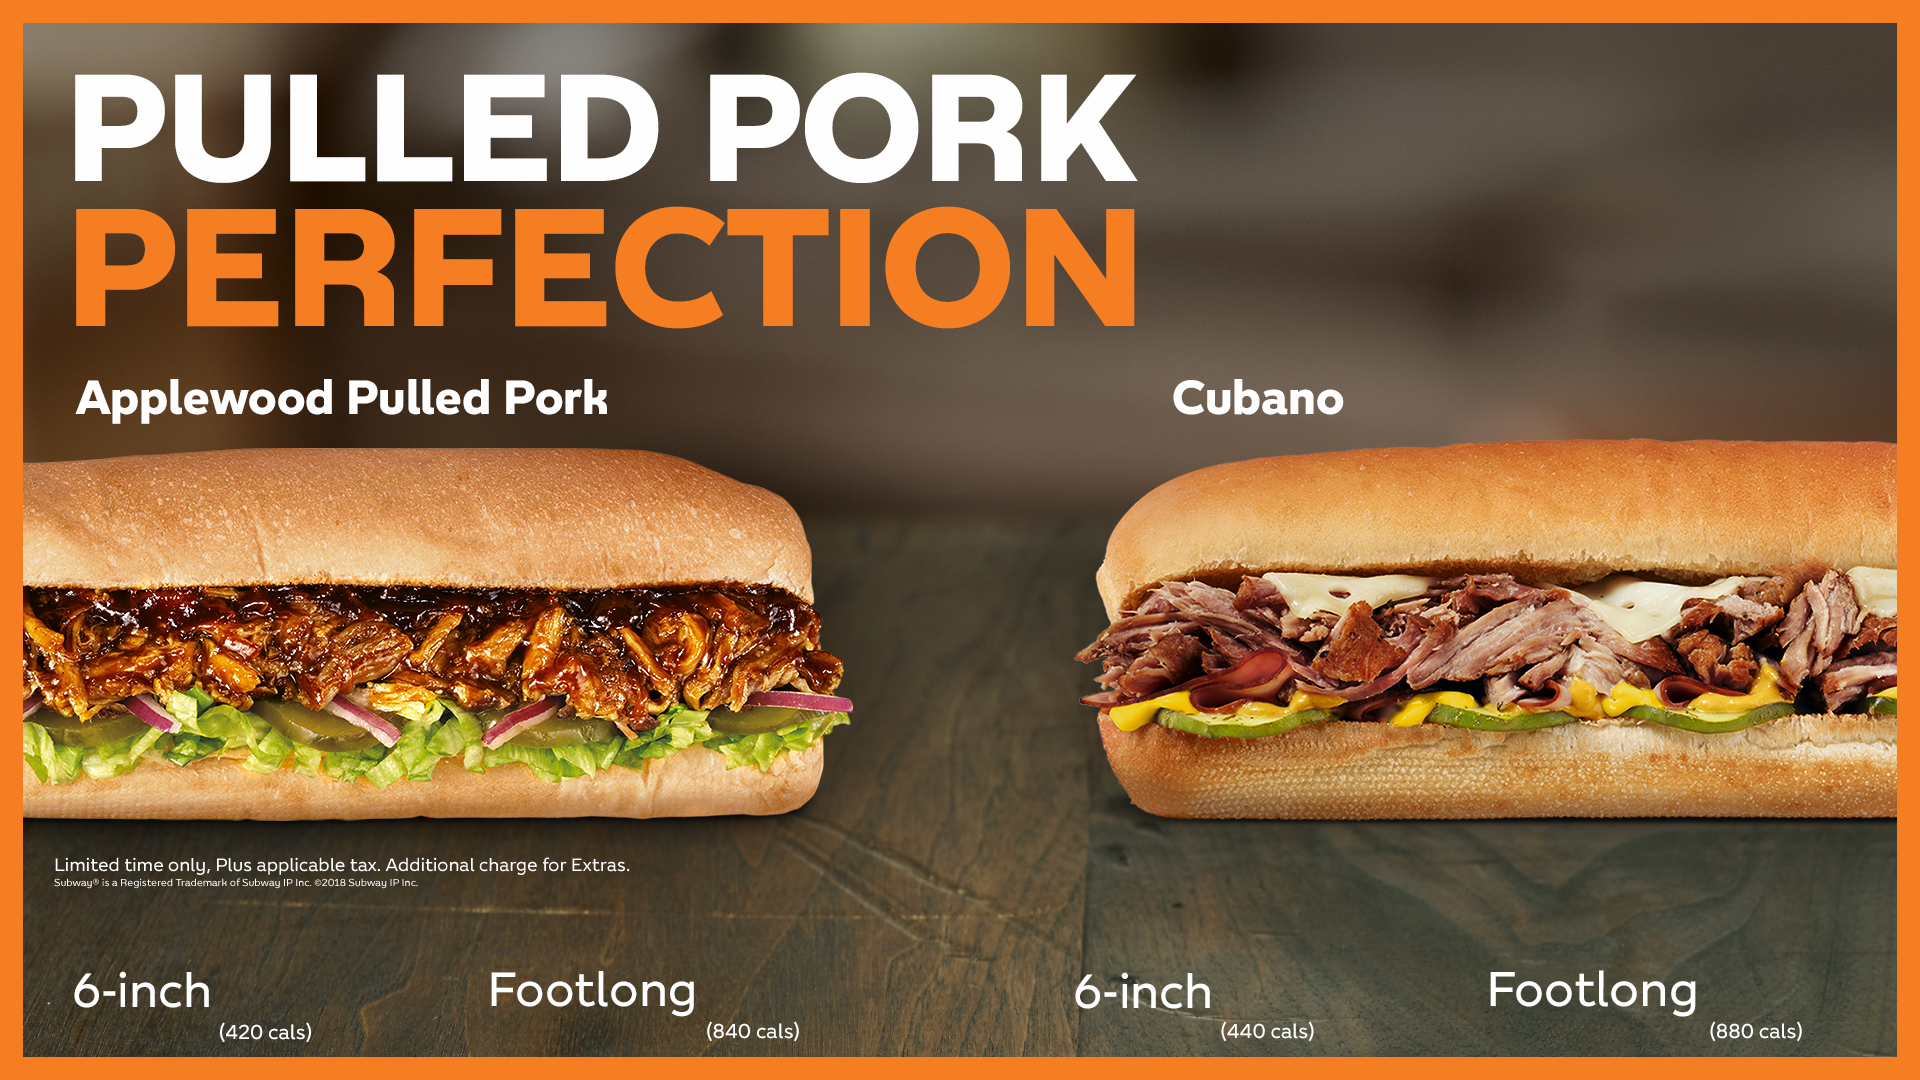 PULLED PORK
PERFECTION
Applewood Pulled Pork
Cubano
Limited time only, Plus applicable tax. Additional charge for Extras.
Subway® is a Registered Trademark of Subway IP Inc. ©2018 Subway IP Inc.
6-inch
(420 cals)
Footlong
(840 cals)
6-inch
(440 cals)
Footlong
(880 cals)